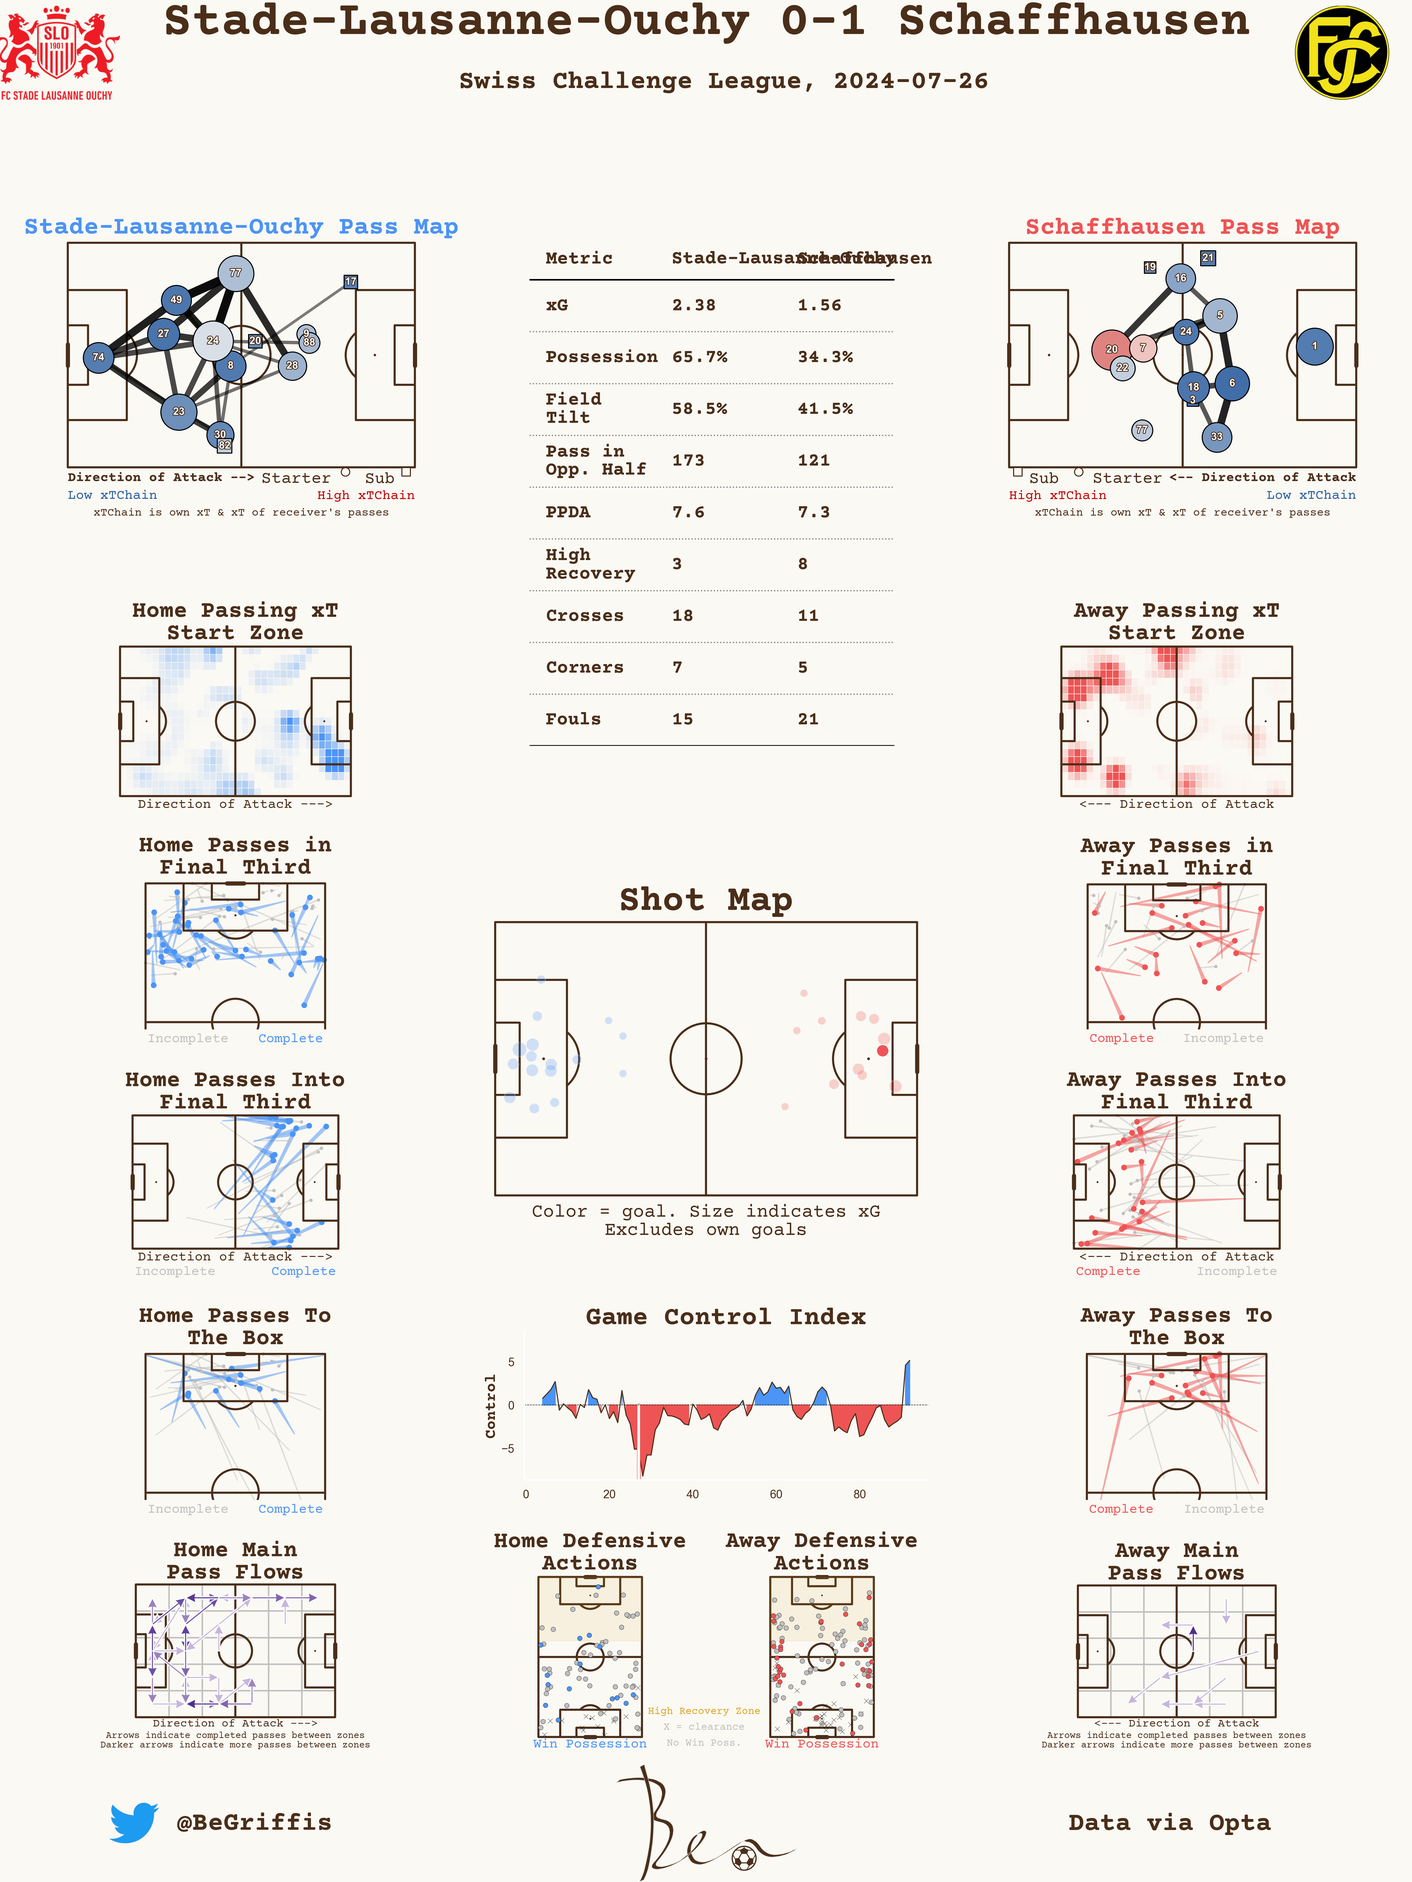 Stade-Lausanne-Ouchy 0-1 Schaffhausen
Swiss Challenge League, 2024-07-26
SLO
1901
FC STADE LAUSANNE OUCHY
FCS
Stade-Lausanne-Ouchy Pass Map
77
17
49
27
24
20
9
88
74
8
28
23
30
82
Direction of Attack --> Starter Sub
Low xTChain High xTChain
xTChain is own xT & xT of receiver's passes
Metric Stade-Lausanne-Ouchy Schaffhausen
xG 2.38 1.56
Possession 65.7% 34.3%
Field
Tilt 58.5% 41.5%
Pass in
Opp. Half 173 121
PPDA 7.6 7.3
High
Recovery 3 8
Crosses 18 11
Corners 7 5
Fouls 15 21
Schaffhausen Pass Map
19
21
16
5
24
20
7
1
22
18
6
3
77
33
Sub Starter <-- Direction of Attack
High xTChain Low xTChain
xTChain is own xT & xT of receiver's passes
Home Passing xT
Start Zone
Direction of Attack --->
Away Passing xT
Start Zone
<--- Direction of Attack
Home Passes in
Final Third
Incomplete Complete
Away Passes in
Final Third
Complete Incomplete
Shot Map
Color = goal. Size indicates xG
Excludes own goals
Home Passes Into
Final Third
Direction of Attack --->
Incomplete Complete
Away Passes Into
Final Third
<--- Direction of Attack
Complete Incomplete
Home Passes To
The Box
Incomplete Complete
Game Control Index
Control
5
0
−5
0 20 40 60 80
Away Passes To
The Box
Complete Incomplete
Home Main
Pass Flows
Direction of Attack --->
Arrows indicate completed passes between zones
Darker arrows indicate more passes between zones
Home Defensive
Actions
Win Possession
Away Defensive
Actions
Win Possession
High Recovery Zone
X = clearance
No Win Poss.
Away Main
Pass Flows
<--- Direction of Attack
Arrows indicate completed passes between zones
Darker arrows indicate more passes between zones
@BeGriffis
Ben
Data via Opta